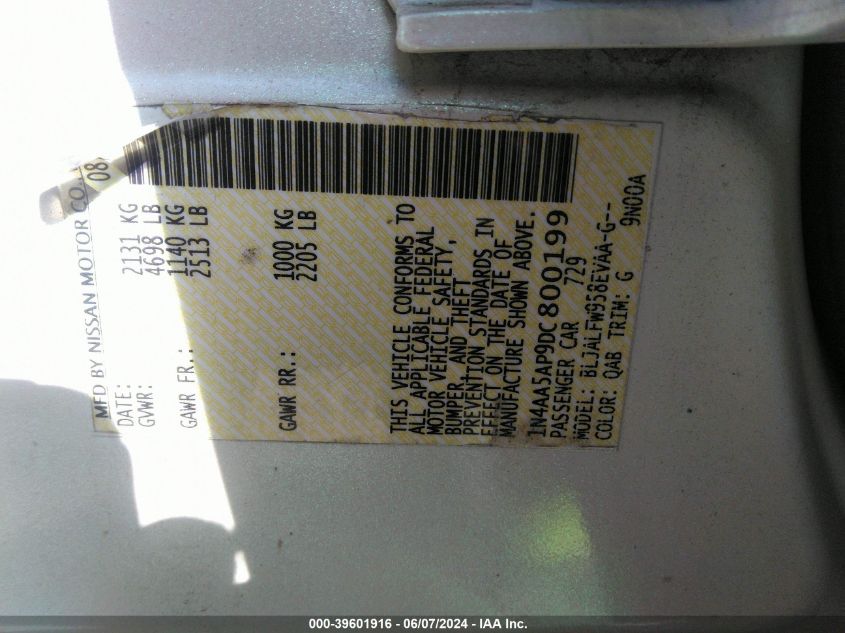 MFD BY NISSAN MOTOR CO.
DATE: 08
GVWR: 2131 KG
4698 LB
GAWR FR.: 1140 KG
2513 LB
GAWR RR.: 1000 KG
2205 LB
THIS VEHICLE CONFORMS TO
ALL APPLICABLE FEDERAL
MOTOR VEHICLE SAFETY,
BUMPER, AND THEFT
PREVENTION STANDARDS IN
EFFECT ON THE DATE OF
MANUFACTURE SHOWN ABOVE.
1N4AA5AP9DC800199
PASSENGER CAR 729
MODEL: BLJALFW958EVAA-G--
COLOR: QAB TRIM: G 9N00A
000-39601916 - 06/07/2024 - IAA Inc.